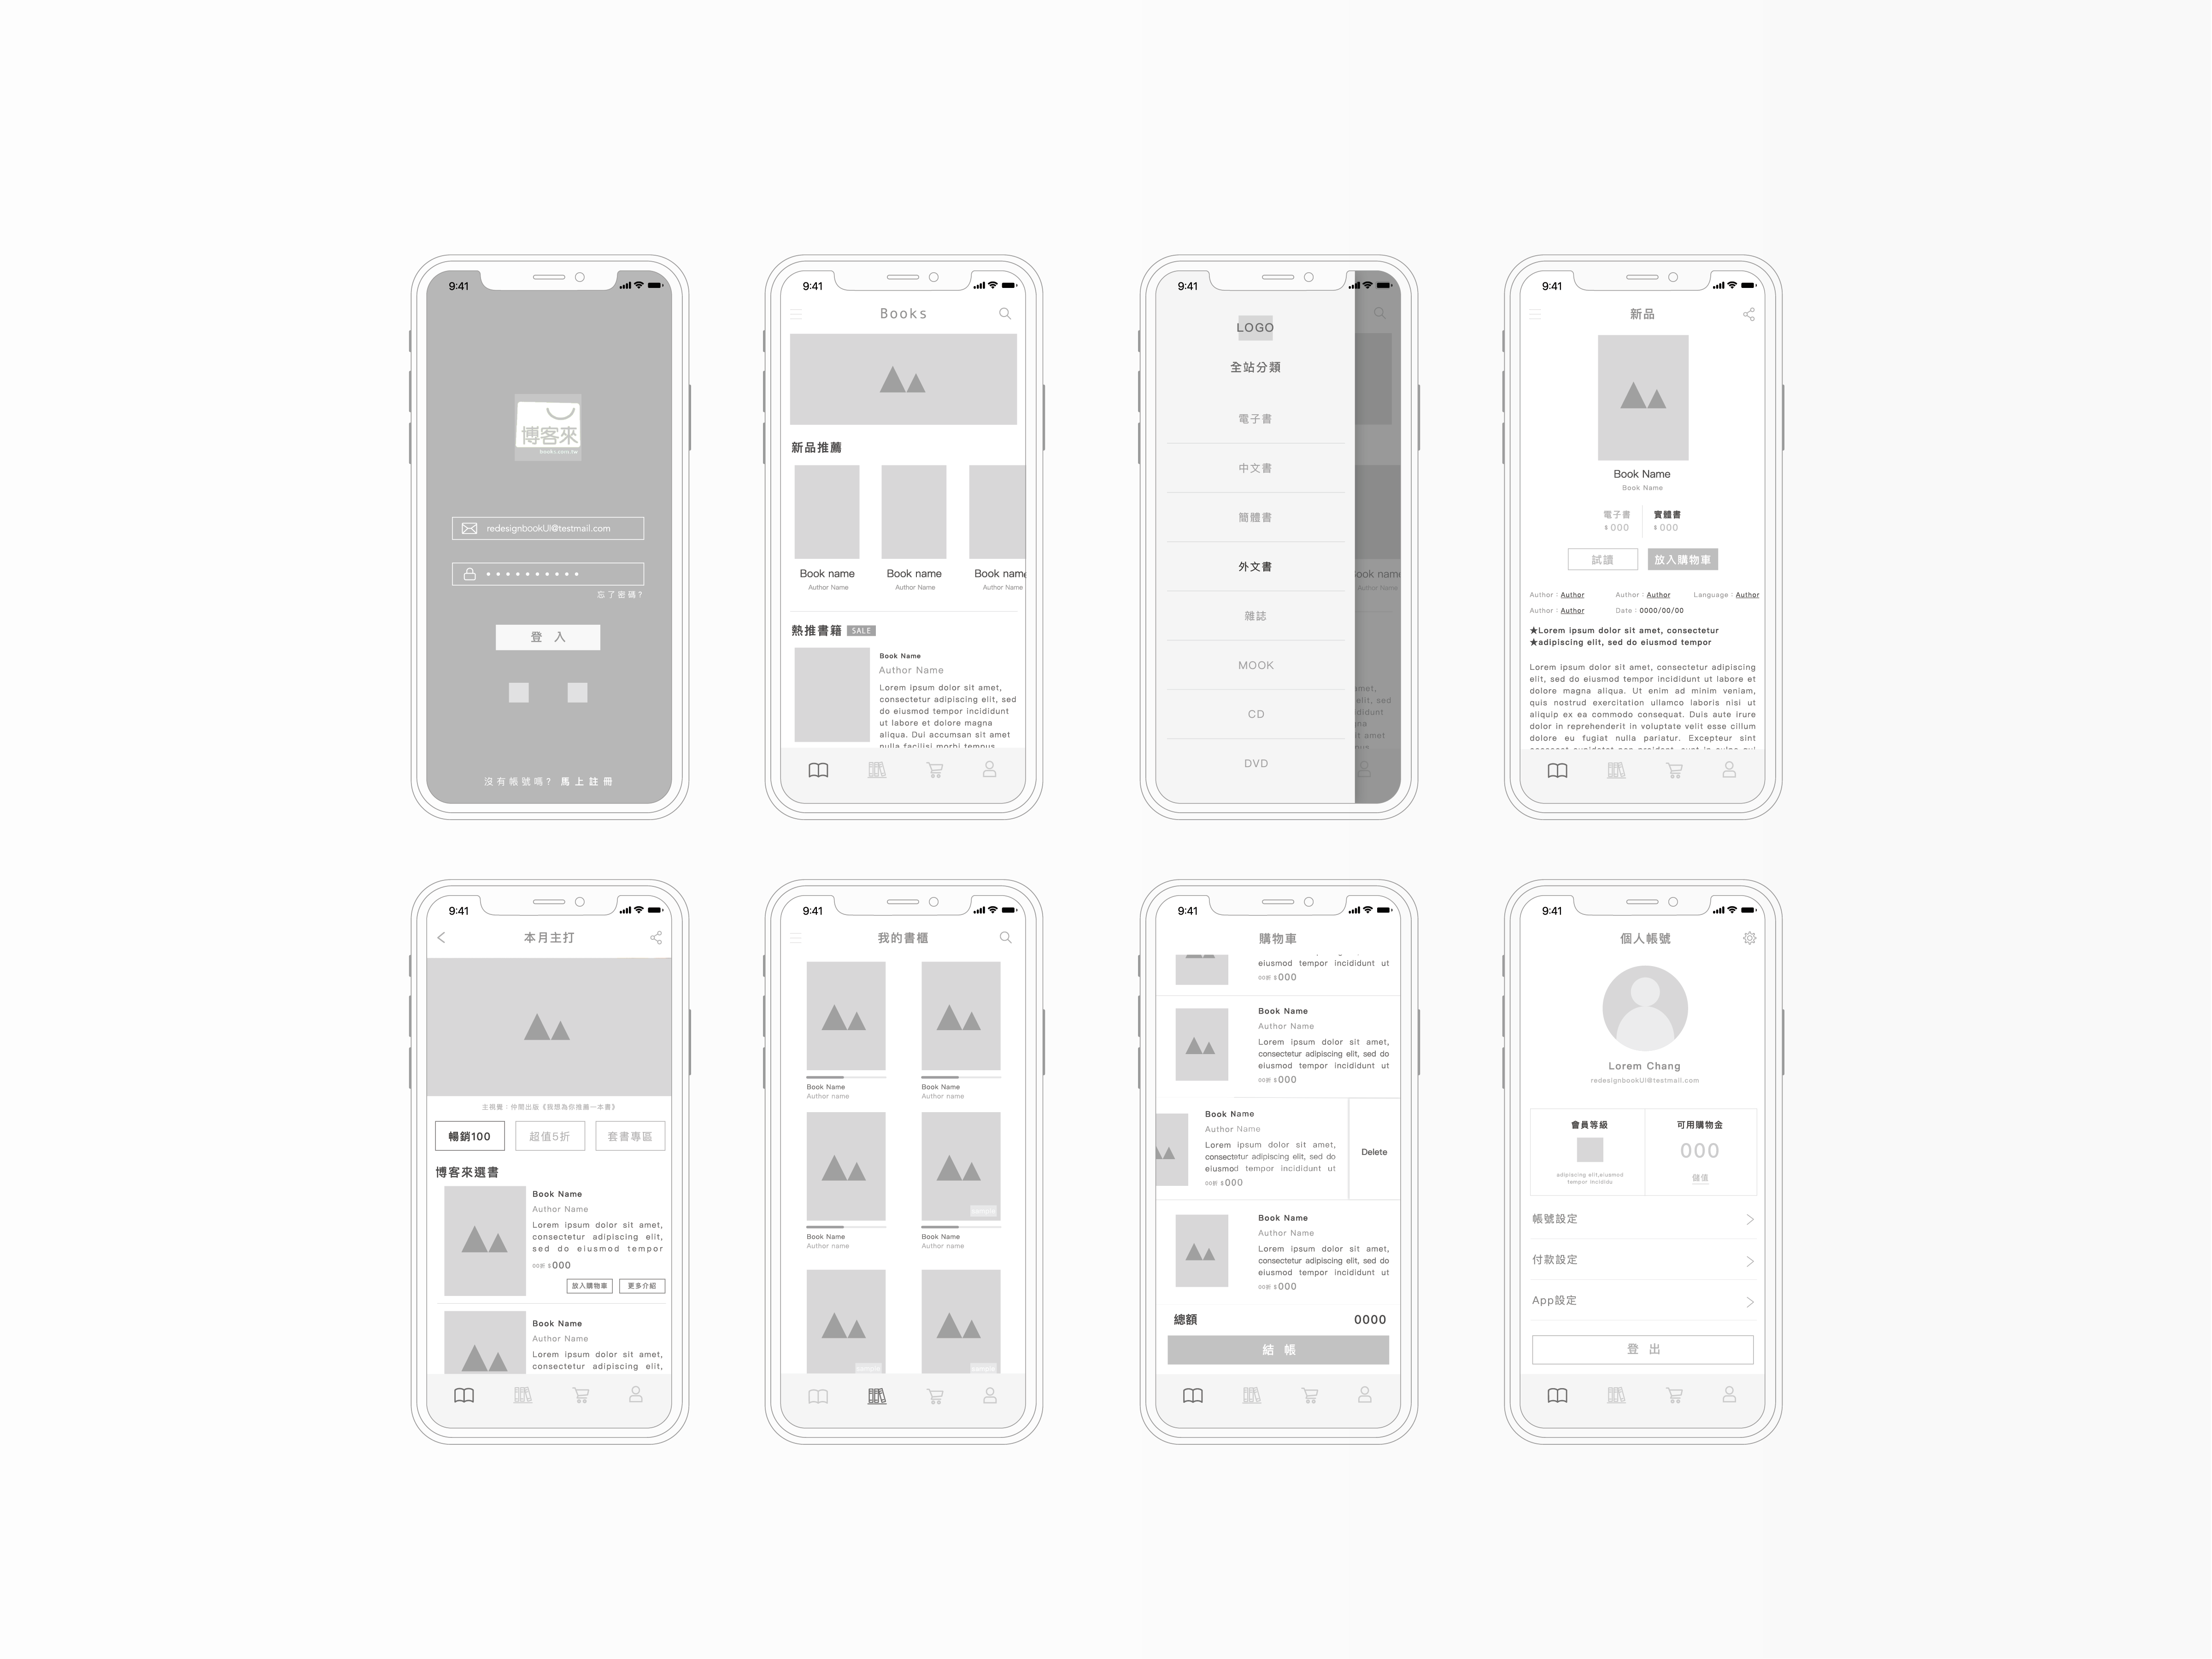 9:41
博客來
books.com.tw
redesignbookUI@testmail.com
忘了密碼?
登 入
沒有帳號嗎? 馬上註冊
9:41
Books
新品推薦
Book name
Author Name
Book name
Author Name
Book name
Author Name
熱推書籍 SALE
Book Name
Author Name
Lorem ipsum dolor sit amet,
consectetur adipiscing elit, sed
do eiusmod tempor incididunt
ut labore et dolore magna
aliqua. Dui accumsan sit amet
nulla facilisi morbi tempus
9:41
LOGO
全站分類
電子書
中文書
簡體書
外文書
雜誌
MOOK
CD
DVD
Book name
Author Name
amet,
elit, sed
didunt
gna
sit amet
9:41
新品
Book Name
Book Name
電子書
$ 000
實體書
$ 000
試讀
放入購物車
Author : Author
Author : Author
Language : Author
Author : Author
Date : 0000/00/00
★Lorem ipsum dolor sit amet, consectetur
★adipiscing elit, sed do eiusmod tempor
Lorem ipsum dolor sit amet, consectetur adipiscing
elit, sed do eiusmod tempor incididunt ut labore et
dolore magna aliqua. Ut enim ad minim veniam,
quis nostrud exercitation ullamco laboris nisi ut
aliquip ex ea commodo consequat. Duis aute irure
dolor in reprehenderit in voluptate velit esse cillum
dolore eu fugiat nulla pariatur. Excepteur sint
9:41
本月主打
主視覺：仲間出版《我想為你推薦一本書》
暢銷100
超值5折
套書專區
博客來選書
Book Name
Author Name
Lorem ipsum dolor sit amet,
consectetur adipiscing elit,
sed do eiusmod tempor
00折 $ 000
放入購物車
更多介紹
Book Name
Author Name
Lorem ipsum dolor sit amet,
consectetur adipiscing elit,
9:41
我的書櫃
Book Name
Author name
Book Name
Author name
sample
Book Name
Author name
Book Name
Author name
sample
sample
9:41
購物車
eiusmod tempor incididunt ut
00折 $ 000
Book Name
Author Name
Lorem ipsum dolor sit amet,
consectetur adipiscing elit, sed do
eiusmod tempor incididunt ut
00折 $ 000
Book Name
Author Name
Lorem ipsum dolor sit amet,
consectetur adipiscing elit, sed do
eiusmod tempor incididunt ut
00折 $ 000
Delete
Book Name
Author Name
Lorem ipsum dolor sit amet,
consectetur adipiscing elit, sed do
eiusmod tempor incididunt ut
00折 $ 000
總額 0000
結 帳
9:41
個人帳號
Lorem Chang
redesignbookUI@testmail.com
會員等級
adipiscing elit,eiusmod
tempor incididu
可用購物金
000
儲值
帳號設定
付款設定
App設定
登 出